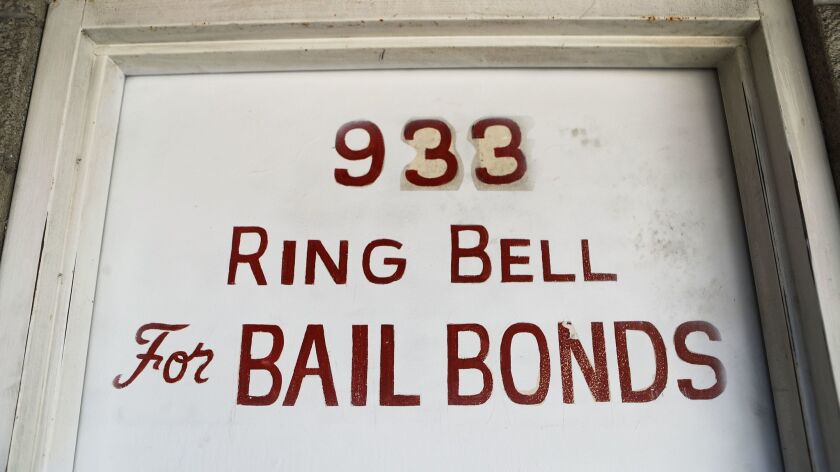 933
RING BELL
For BAIL BONDS